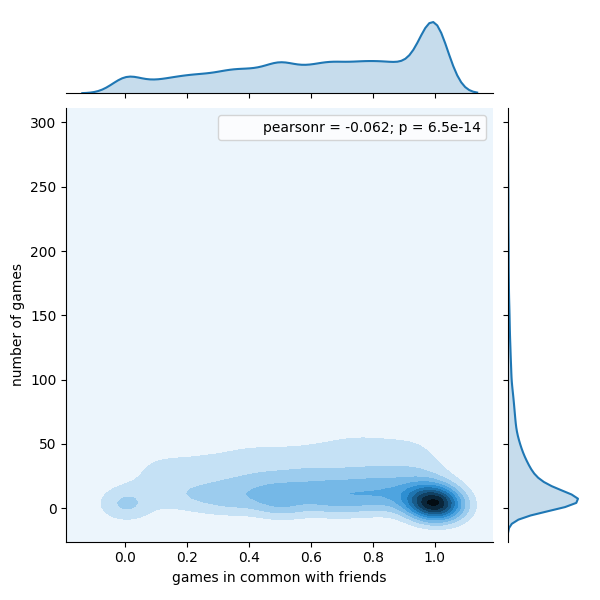 pearsonr = -0.062; p = 6.5e-14
300
250
200
150
100
50
0
number of games
0.0 0.2 0.4 0.6 0.8 1.0
games in common with friends